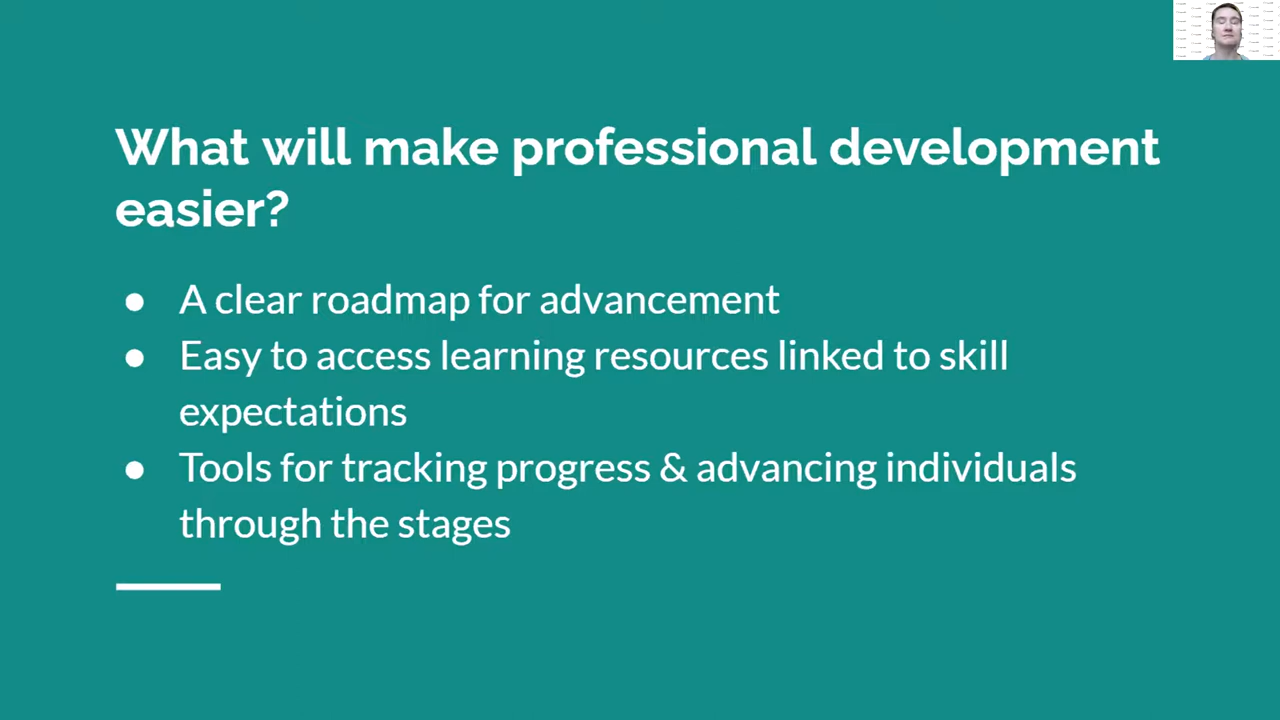 What will make professional development
easier?
● A clear roadmap for advancement
● Easy to access learning resources linked to skill
expectations
● Tools for tracking progress & advancing individuals
through the stages